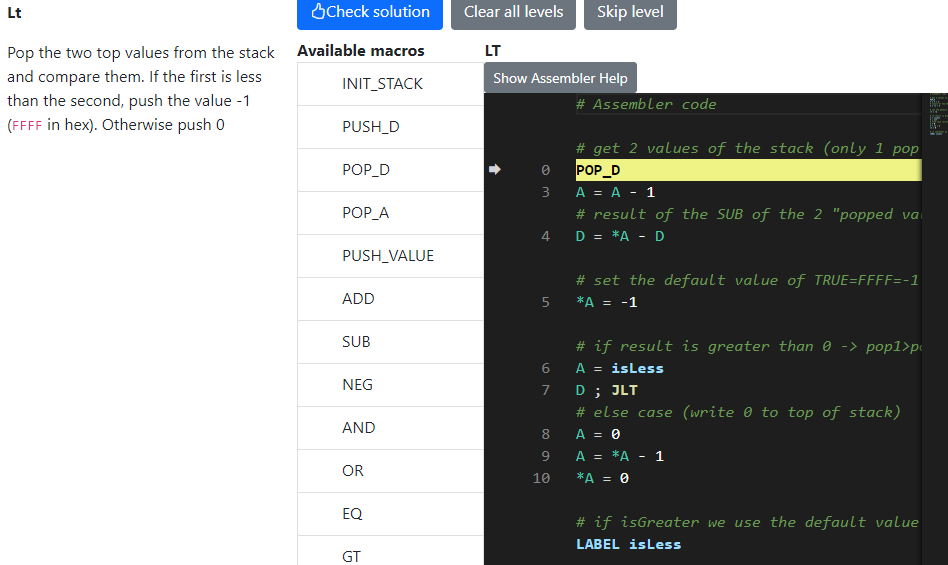 Lt
Check solution
Clear all levels
Skip level
Pop the two top values from the stack
and compare them. If the first is less
than the second, push the value -1
(FFFF in hex). Otherwise push 0
Available macros
INIT_STACK
PUSH_D
POP_D
POP_A
PUSH_VALUE
ADD
SUB
NEG
AND
OR
EQ
GT
LT
Show Assembler Help
# Assembler code
# get 2 values of the stack (only 1 pop
0 POP_D
3 A = A - 1
# result of the SUB of the 2 "popped
4 D = *A - D
# set the default value of TRUE=FFFF=-1
5 *A = -1
# if result is greater than 0 -> pop1>
6 A = isLess
7 D ; JLT
# else case (write 0 to top of stack)
8 A = 0
9 A = *A - 1
10 *A = 0
# if isGreater we use the default value
LABEL isLess